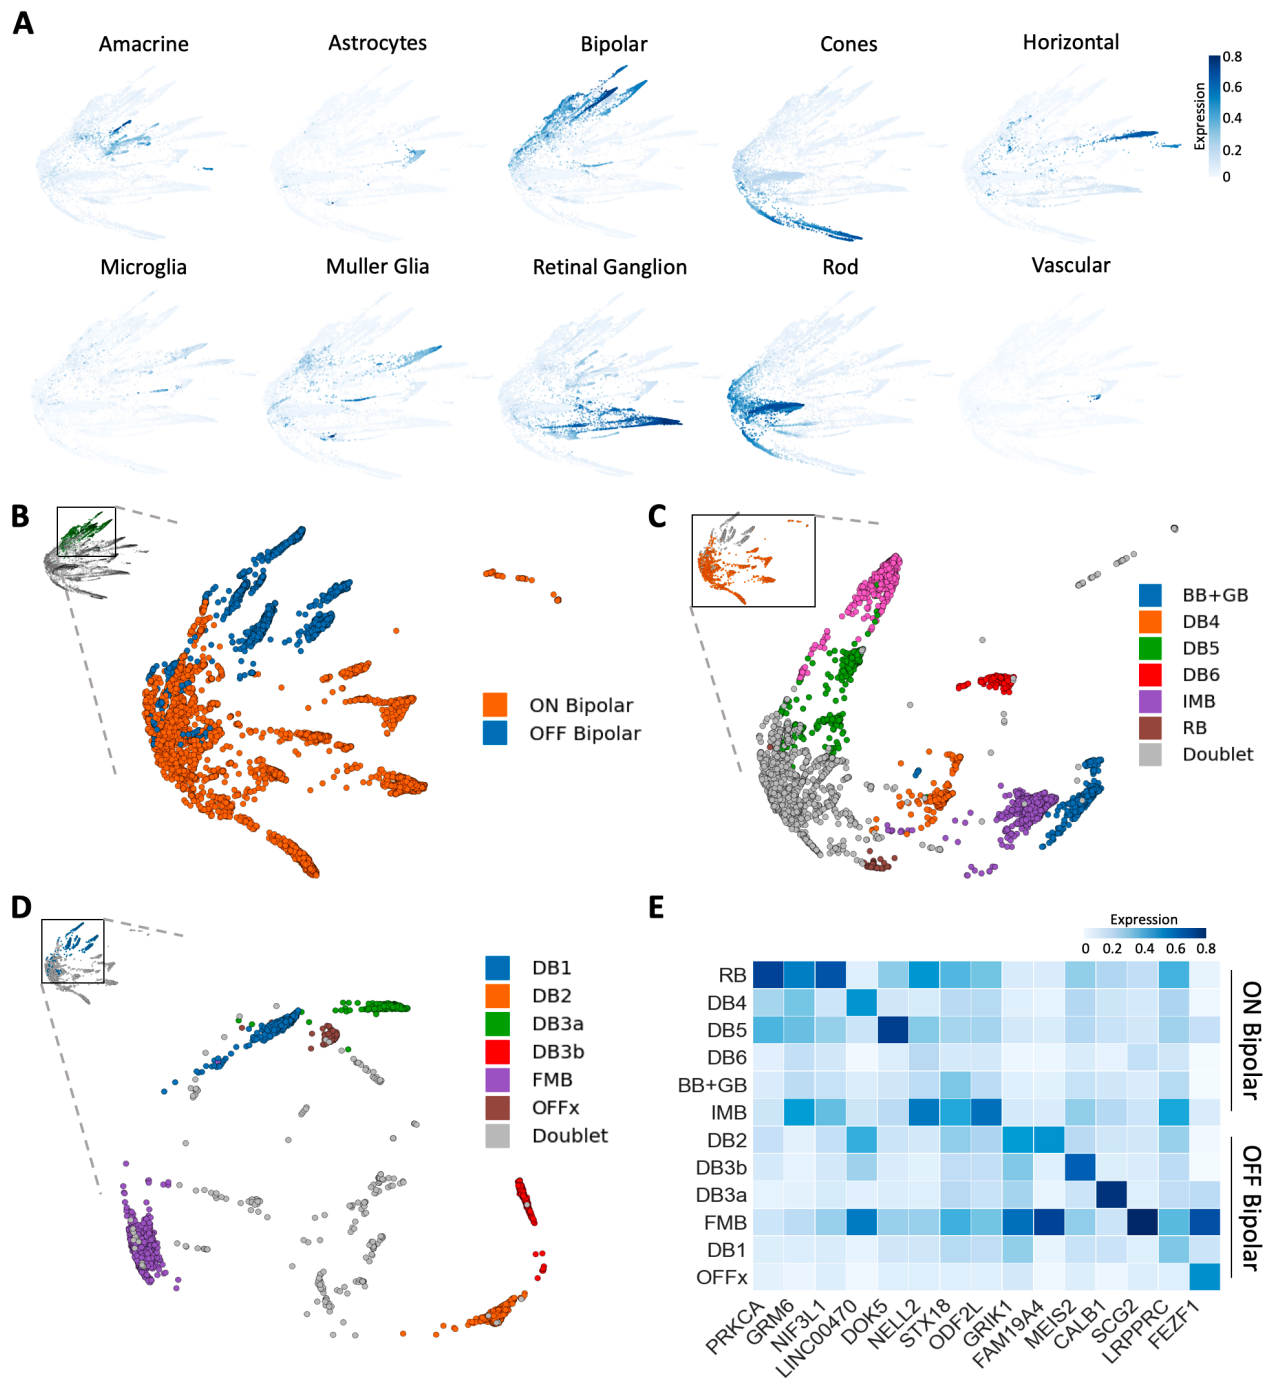 A
Amacrine
Astrocytes
Bipolar
Cones
Horizontal
Expression
0.8
0.6
0.4
0.2
0
Microglia
Muller Glia
Retinal Ganglion
Rod
Vascular
B
ON Bipolar
OFF Bipolar
C
BB+GB
DB4
DB5
DB6
IMB
RB
Doublet
D
DB1
DB2
DB3a
DB3b
FMB
OFFx
Doublet
E
Expression
0 0.2 0.4 0.6 0.8
RB
DB4
DB5
DB6
BB+GB
IMB
DB2
DB3b
DB3a
FMB
DB1
OFFx
ON Bipolar
OFF Bipolar
PRKCA
GRM6
NIF3L1
LINC00470
DOK5
NELL2
STX18
ODF2L
GRIK1
FAM19A4
MEIS2
CALB1
SCG2
LRPPRC
FEZF1